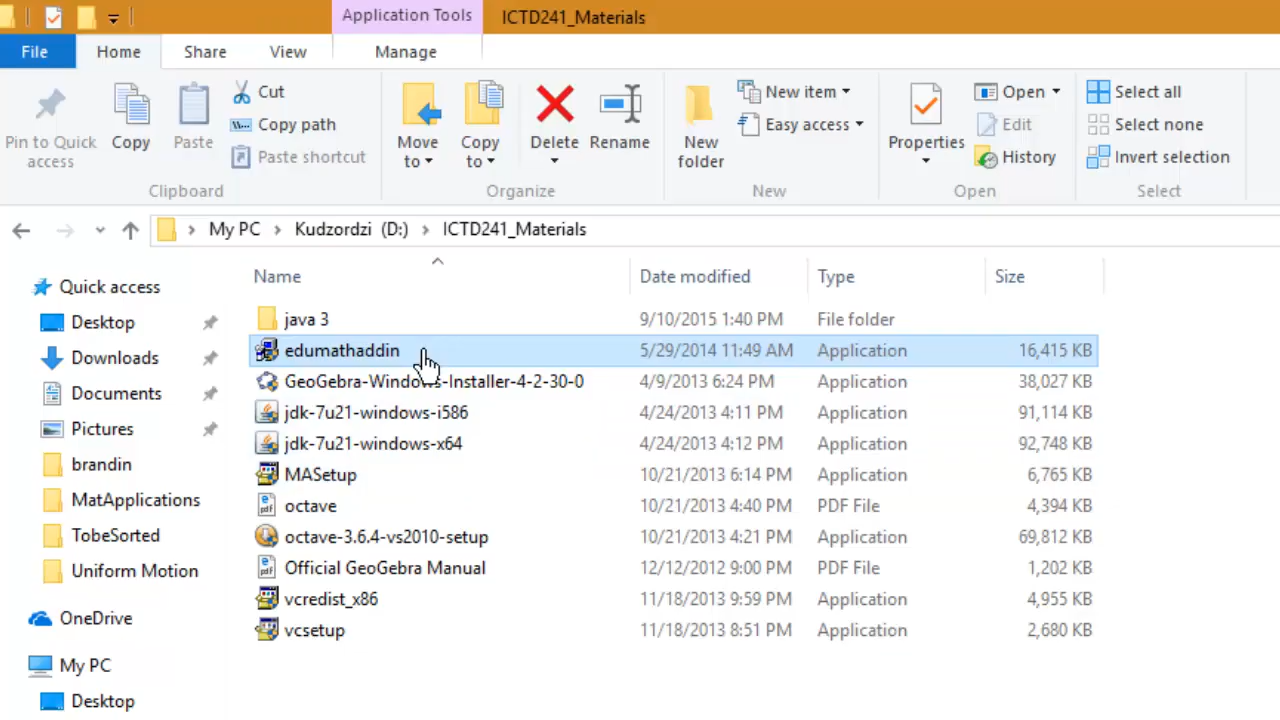 Application Tools ICTD241_Materials
File Home Share View Manage
Pin to Quick access
Copy
Paste
Cut
Copy path
Paste shortcut
Clipboard
Move to
Copy to
Delete
Rename
Organize
New folder
New item
Easy access
New
Properties
Open
Edit
History
Open
Select all
Select none
Invert selection
Select
My PC > Kudzordzi (D:) > ICTD241_Materials
Quick access
Desktop
Downloads
Documents
Pictures
brandin
MatApplications
TobeSorted
Uniform Motion
OneDrive
My PC
Desktop
Name Date modified Type Size
java 3 9/10/2015 1:40 PM File folder
edumathaddin 5/29/2014 11:49 AM Application 16,415 KB
GeoGebra-Windows-Installer-4-2-30-0 4/9/2013 6:24 PM Application 38,027 KB
jdk-7u21-windows-i586 4/24/2013 4:11 PM Application 91,114 KB
jdk-7u21-windows-x64 4/24/2013 4:12 PM Application 92,748 KB
MASetup 10/21/2013 6:14 PM Application 6,765 KB
octave 10/21/2013 4:40 PM PDF File 4,394 KB
octave-3.6.4-vs2010-setup 10/21/2013 4:21 PM Application 69,812 KB
Official GeoGebra Manual 12/12/2012 9:00 PM PDF File 1,202 KB
vcredist_x86 11/18/2013 9:59 PM Application 4,955 KB
vcsetup 11/18/2013 8:51 PM Application 2,680 KB